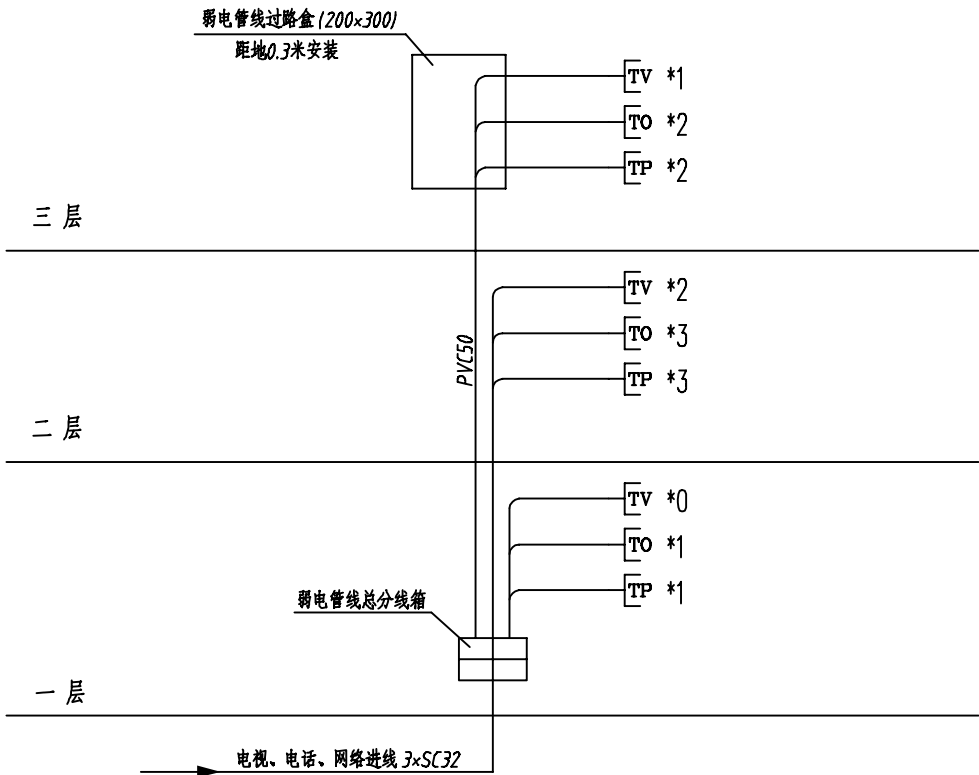 弱电管线过路盒(200×300)
距地0.3米安装
TV *1
TO *2
TP *2
三层
TV *2
TO *3
TP *3
PVC50
二层
TV *0
TO *1
TP *1
弱电管线总分线箱
一层
电视、电话、网络进线 3×SC32